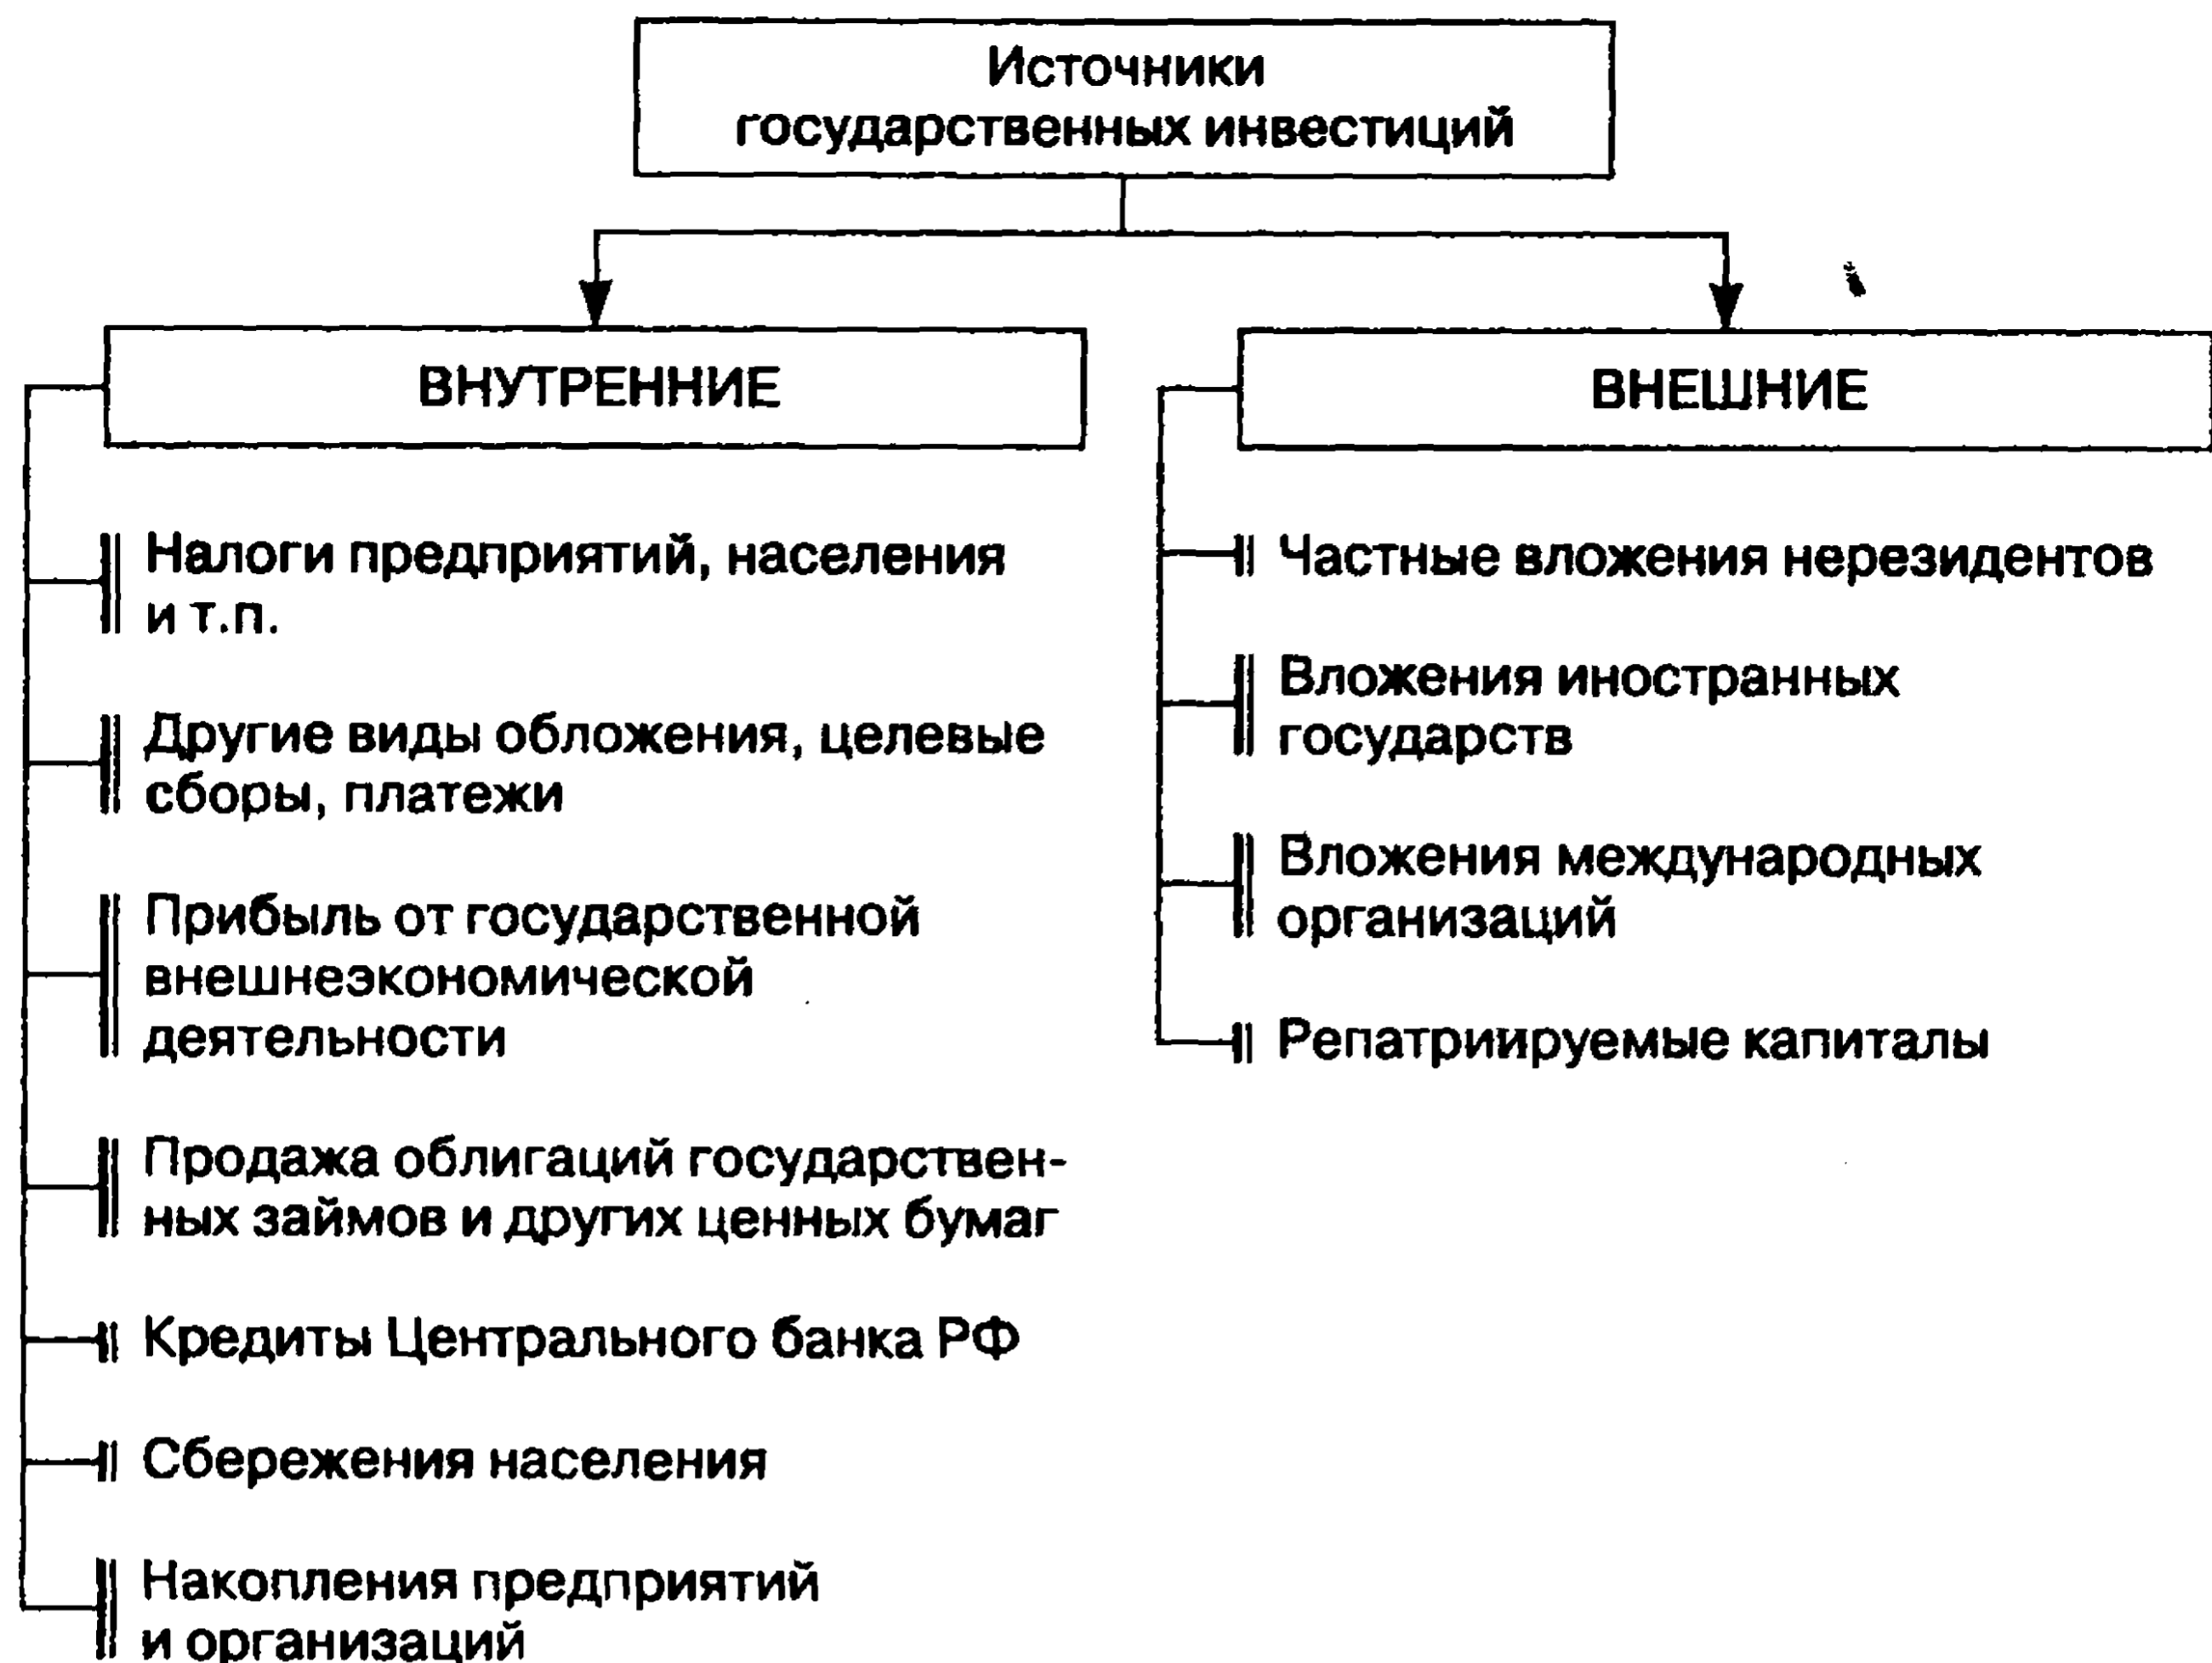 Источники
государственных инвестиций
ВНУТРЕННИЕ
Налоги предприятий, населения
и т.п.
Другие виды обложения, целевые
сборы, платежи
Прибыль от государственной
внешнеэкономической
деятельности
Продажа облигаций государствен-
ных займов и других ценных бумаг
Кредиты Центрального банка РФ
Сбережения населения
Накопления предприятий
и организаций
ВНЕШНИЕ
Частные вложения нерезидентов
Вложения иностранных
государств
Вложения международных
организаций
Репатриируемые капиталы